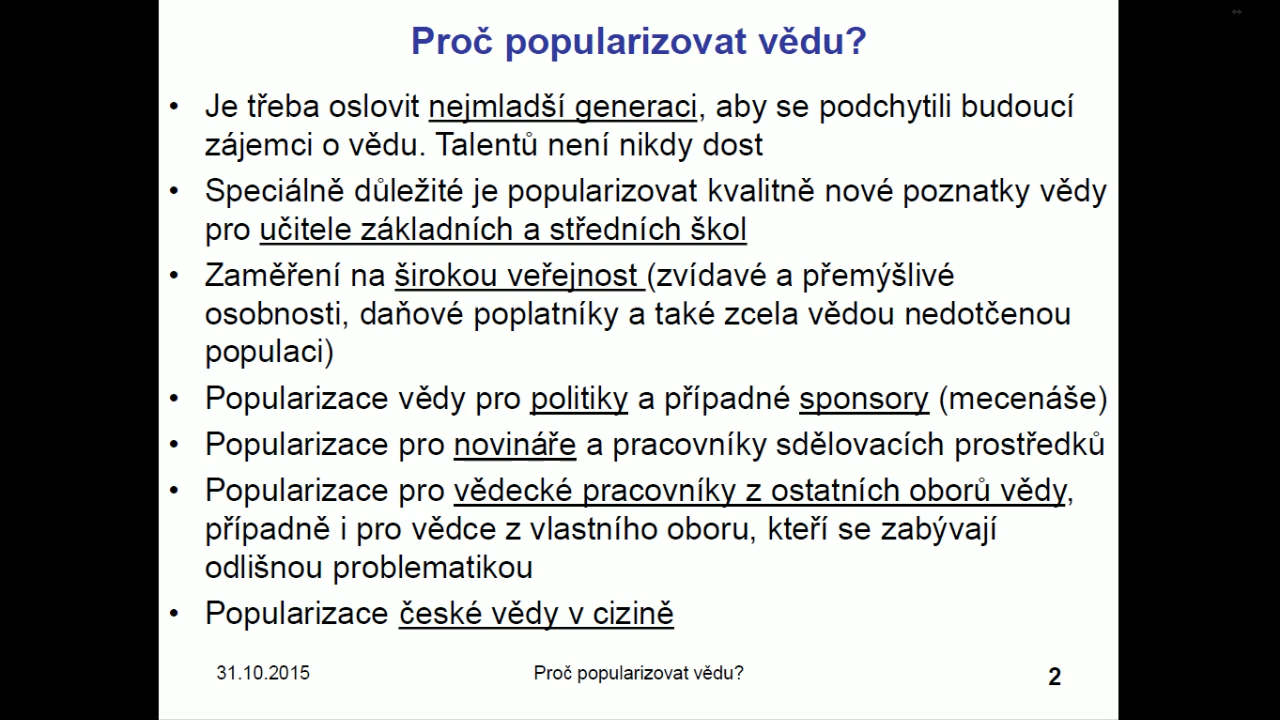 Proč popularizovat vědu?
• Je třeba oslovit nejmladší generaci, aby se podchytili budoucí
zájemci o vědu. Talentů není nikdy dost
• Speciálně důležité je popularizovat kvalitně nové poznatky vědy
pro učitele základních a středních škol
• Zaměření na širokou veřejnost (zvídavé a přemýšlivé
osobnosti, daňové poplatníky a také zcela vědou nedotčenou
populaci)
• Popularizace vědy pro politiky a případné sponsory (mecenáše)
• Popularizace pro novináře a pracovníky sdělovacích prostředků
• Popularizace pro vědecké pracovníky z ostatních oborů vědy,
případně i pro vědce z vlastního oboru, kteří se zabývají
odlišnou problematikou
• Popularizace české vědy v cizině
31.10.2015 Proč popularizovat vědu? 2